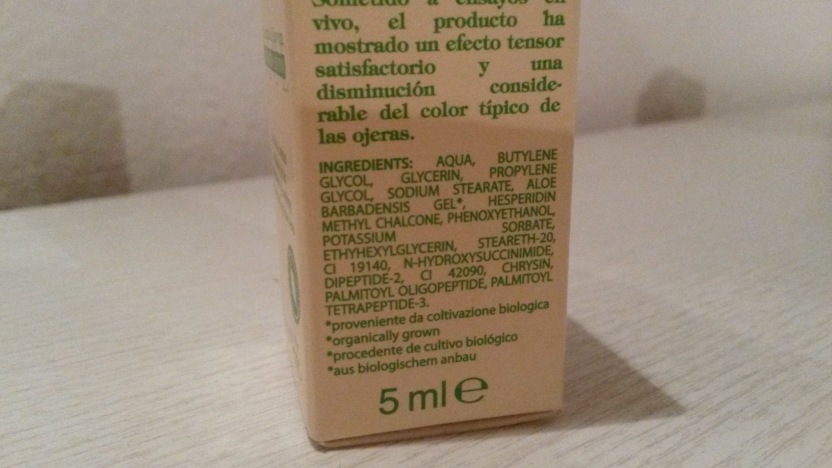 Sometido a ensayos en
vivo, el producto ha
mostrado un efecto tensor
satisfactorio y una
disminución conside-
rable del color típico de
las ojeras.
INGREDIENTS: AQUA, BUTYLENE
GLYCOL, GLYCERIN, PROPYLENE
GLYCOL, SODIUM STEARATE, ALOE
BARBADENSIS GEL*, HESPERIDIN
METHYL CHALCONE, PHENOXYETHANOL,
POTASSIUM SORBATE,
ETHYHEXYLGLYCERIN, STEARETH-20,
CI 19140, N-HYDROXYSUCCINIMIDE,
DIPEPTIDE-2, CI 42090, CHRYSIN,
PALMITOYL OLIGOPEPTIDE, PALMITOYL
TETRAPEPTIDE-3.
*proveniente da coltivazione biologica
*organically grown
*procedente de cultivo biológico
*aus biologischem anbau
5 ml e